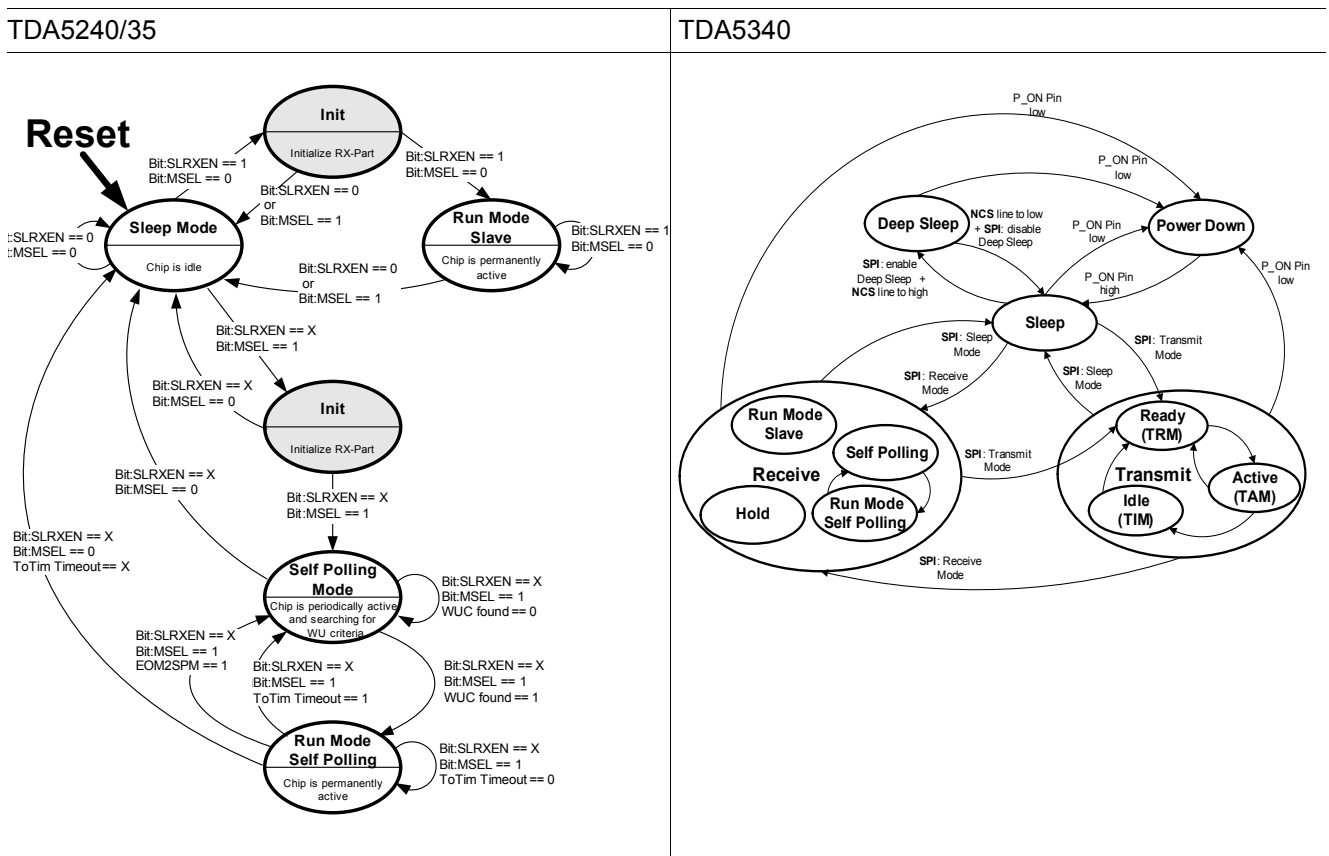 TDA5240/35
TDA5340
Reset
Init
Initialize RX-Part
Bit:SLRXEN == 1
Bit:MSEL == 0
Bit:SLRXEN == 0
or
Bit:MSEL == 1
Bit:SLRXEN == 1
Bit:MSEL == 0
Sleep Mode
Chip is idle
t:SLRXEN == 0
it:MSEL == 0
Run Mode
Slave
Chip is permanently
active
Bit:SLRXEN == 1
Bit:MSEL == 0
Bit:SLRXEN == 0
or
Bit:MSEL == 1
Bit:SLRXEN == X
Bit:MSEL == 1
Bit:SLRXEN == X
Bit:MSEL == 0
Init
Initialize RX-Part
Bit:SLRXEN == X
Bit:MSEL == 0
Bit:SLRXEN == X
Bit:MSEL == 1
Bit:SLRXEN == X
Bit:MSEL == 0
ToTim Timeout== X
Self Polling
Mode
Chip is periodically active
and searching for
WU criteria
Bit:SLRXEN == X
Bit:MSEL == 1
WUC found == 0
Bit:SLRXEN == X
Bit:MSEL == 1
EOM2SPM == 1
Bit:SLRXEN == X
Bit:MSEL == 1
ToTim Timeout == 1
Bit:SLRXEN == X
Bit:MSEL == 1
WUC found == 1
Run Mode
Self Polling
Chip is permanently
active
Bit:SLRXEN == X
Bit:MSEL == 1
ToTim Timeout == 0
P_ON Pin
low
P_ON Pin
low
Deep Sleep
NCS line to low
+ SPI: disable
Deep Sleep
P_ON Pin
low
Power Down
SPI: enable
Deep Sleep +
NCS line to high
P_ON Pin
high
P_ON Pin
low
Sleep
SPI: Sleep
Mode
SPI: Transmit
Mode
SPI: Receive
Mode
SPI: Sleep
Mode
Run Mode
Slave
Self Polling
Receive
Hold
Run Mode
Self Polling
SPI: Transmit
Mode
Ready
(TRM)
Transmit
Active
(TAM)
Idle
(TIM)
SPI: Receive
Mode